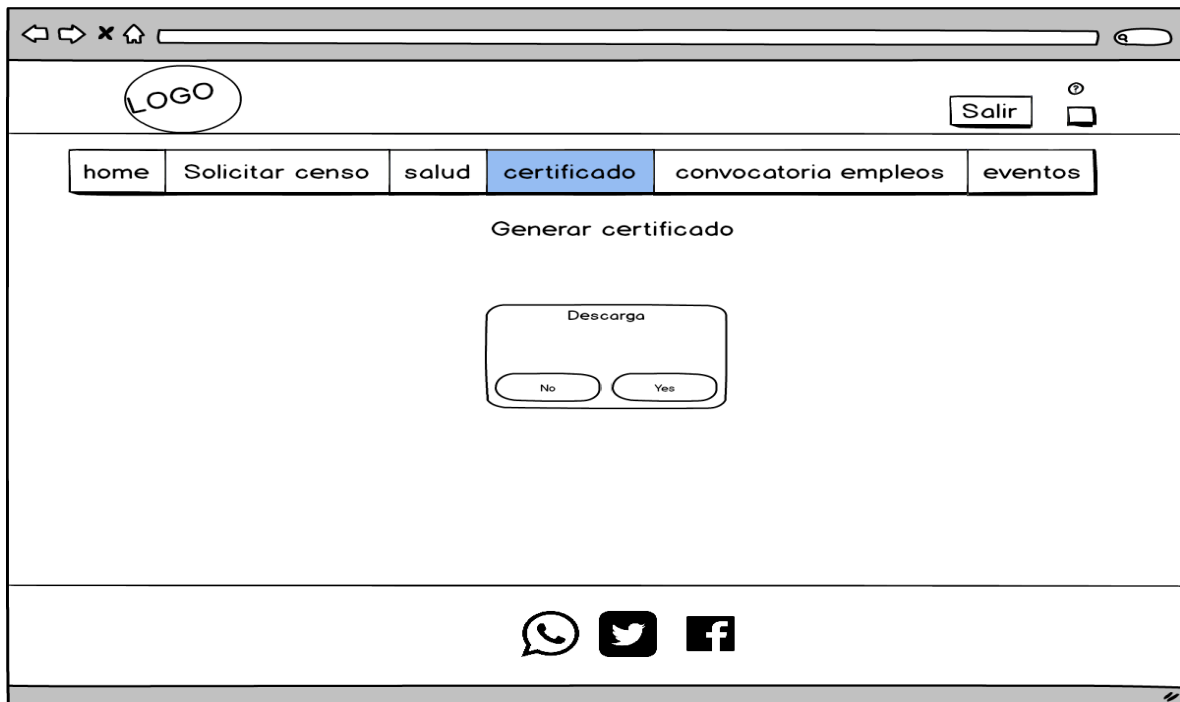 LOGO
?
Salir
home Solicitar censo salud certificado convocatoria empleos eventos
Generar certificado
Descarga
No Yes